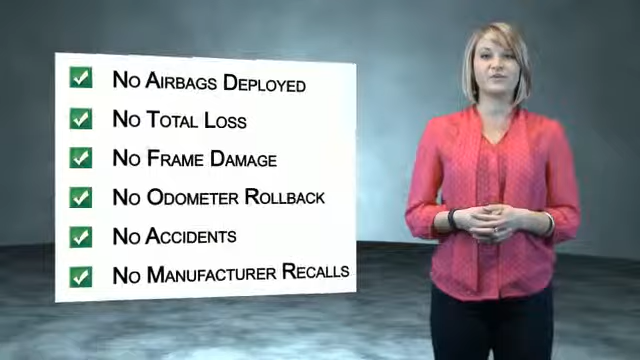 No Airbags Deployed
No Total Loss
No Frame Damage
No Odometer Rollback
No Accidents
No Manufacturer Recalls